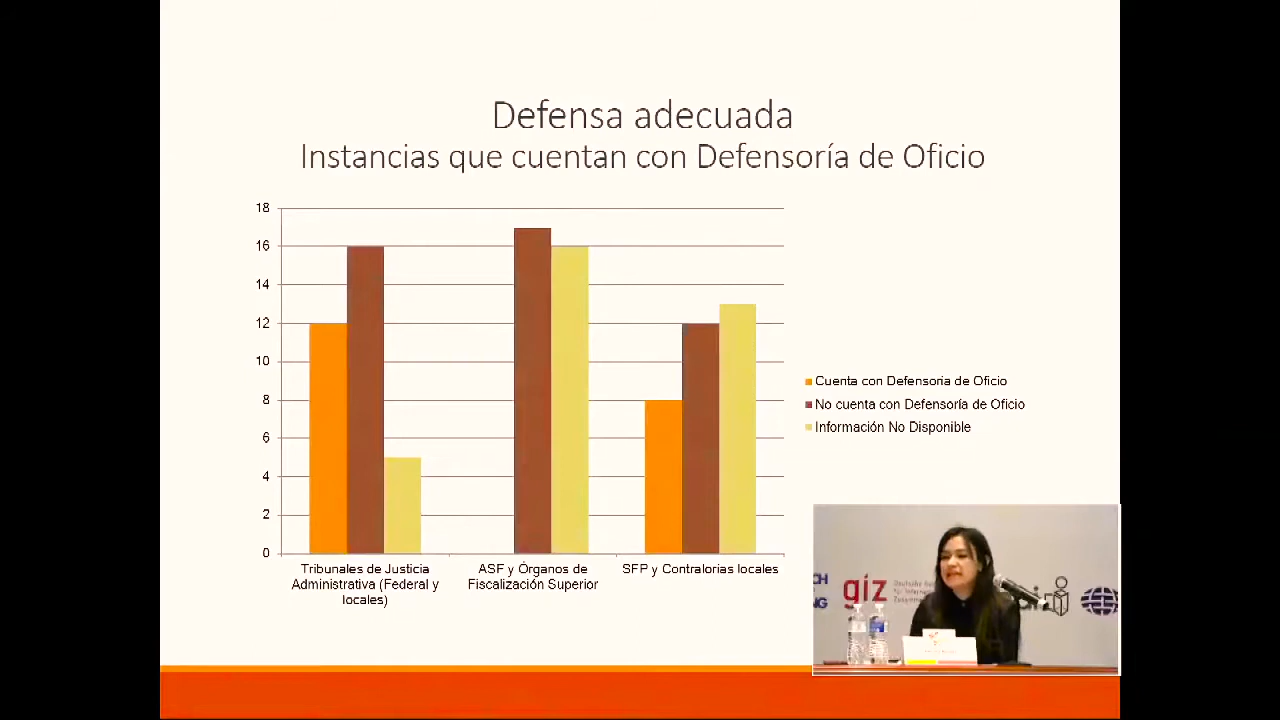 Defensa adecuada
Instancias que cuentan con Defensoría de Oficio
18
16
14
12
10
8
6
4
2
0
Tribunales de Justicia
Administrativa (Federal y
locales)
ASF y Órganos de
Fiscalización Superior
SFP y Contralorías locales
Cuenta con Defensoría de Oficio
No cuenta con Defensoría de Oficio
Información No Disponible
giz